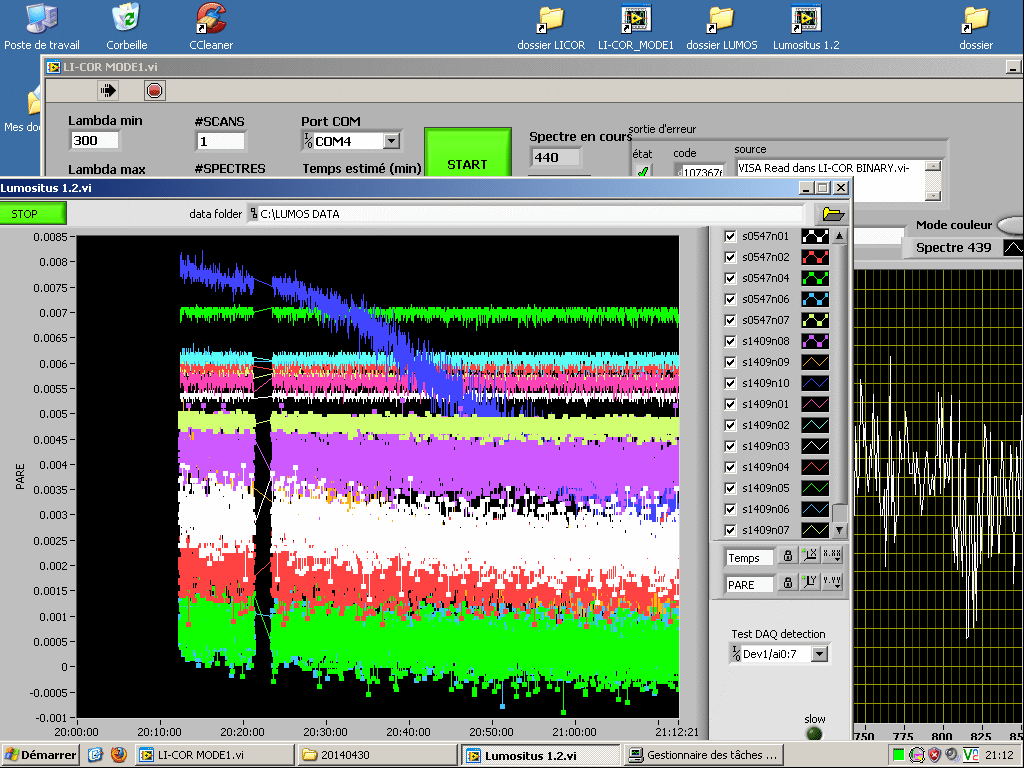 Poste de travail
Corbeille
CCleaner
dossier LICOR
LI-COR_MODE1
dossier LUMOS
Lumositus 1.2
dossier
Mes do
LI-COR MODE1.vi
Lambda min
300
#SCANS
1
Port COM
COM4
START
Spectre en cours
440
sortie d'erreur
état
code
source
VISA Read dans LI-COR BINARY.vi-
Lambda max
#SPECTRES
Temps estimé (min)
Mode couleur
Spectre 439
Lumositus 1.2.vi
STOP
data folder
C:\LUMOS DATA
0.0085
0.008
0.0075
0.007
0.0065
0.006
0.0055
0.005
0.0045
0.004
0.0035
0.003
0.0025
0.002
0.0015
0.001
0.0005
0
-0.0005
-0.001
PARE
20:00:00
20:10:00
20:20:00
20:30:00
20:40:00
20:50:00
21:00:00
21:12:21
s0547n01
s0547n02
s0547n04
s0547n06
s0547n07
s1409n08
s1409n09
s1409n10
s1409n01
s1409n02
s1409n03
s1409n04
s1409n05
s1409n06
s1409n07
Temps
PARE
Test DAQ detection
Dev1/ai0:7
slow
750
775
800
825
85
Démarrer
LI-COR MODE1.vi
20140430
Lumositus 1.2.vi
Gestionnaire des tâches ...
21:12